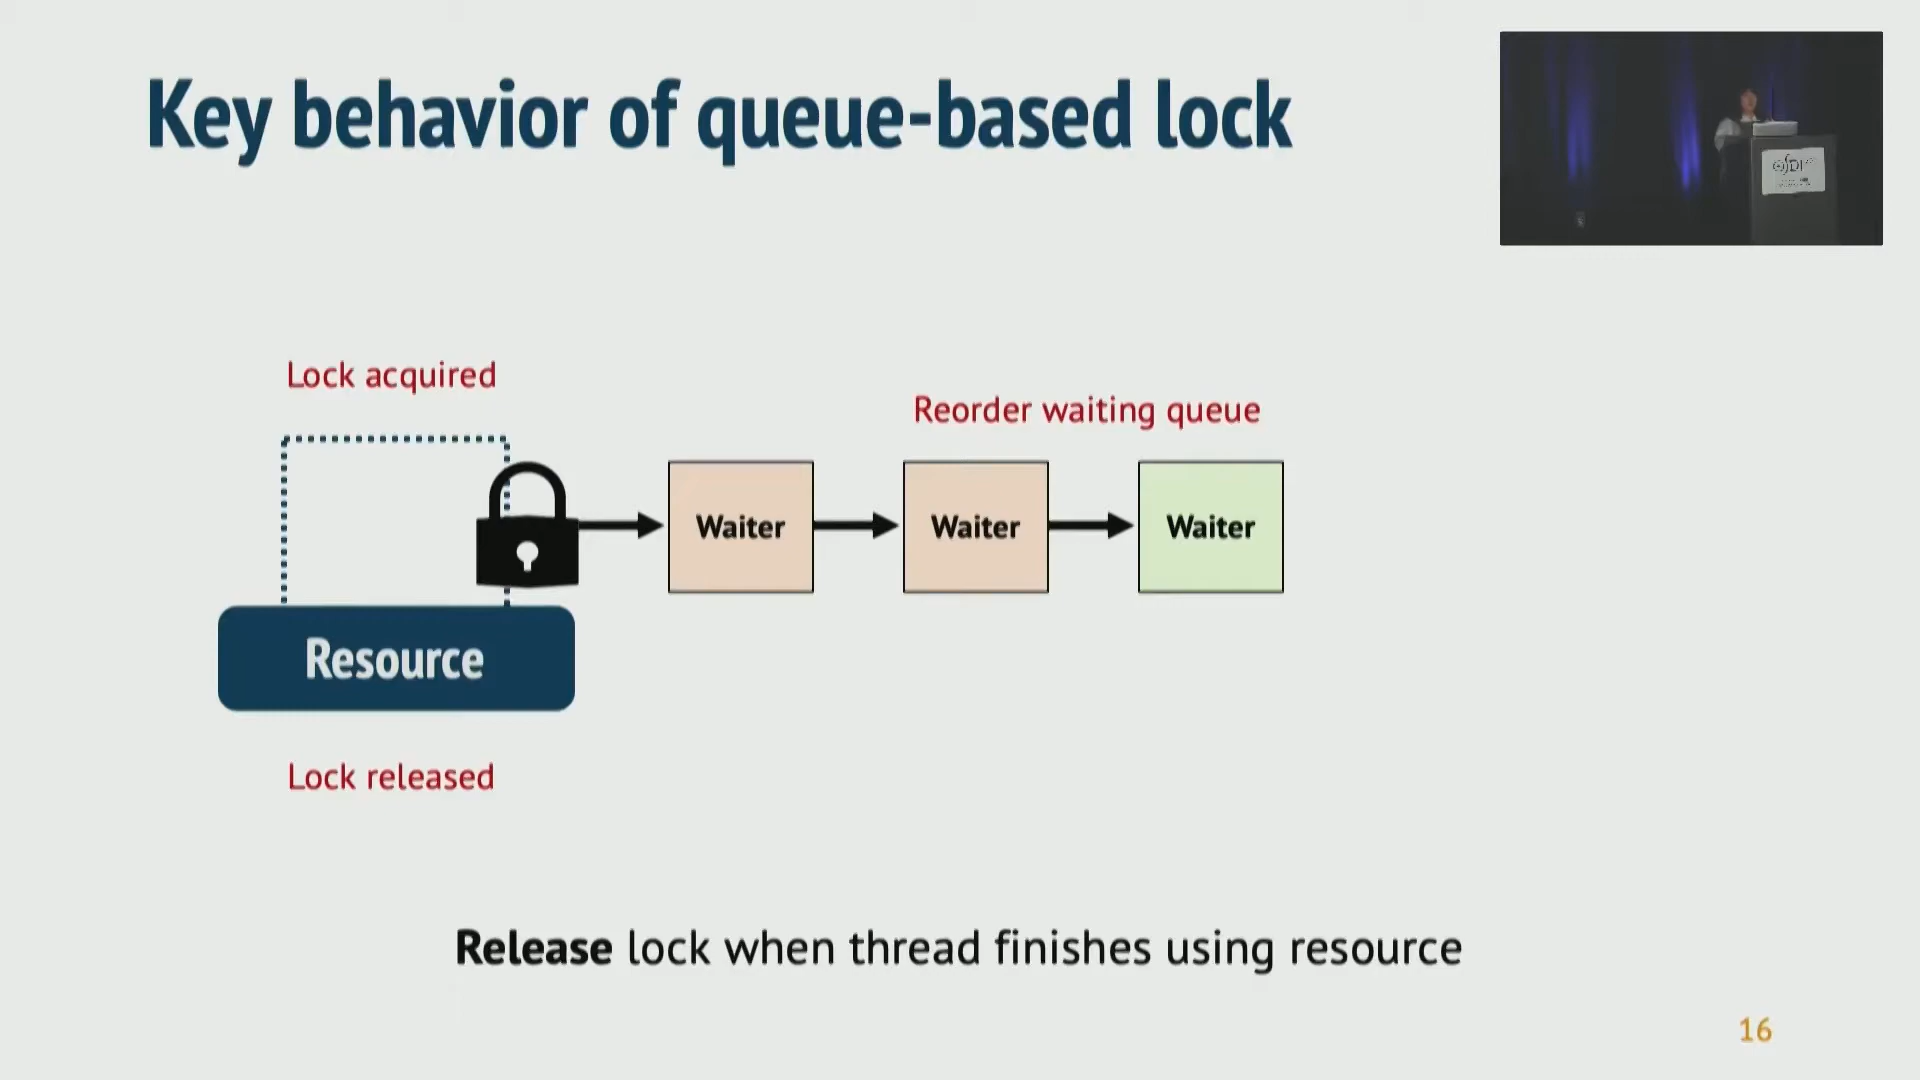 Key behavior of queue-based lock
Lock acquired
Reorder waiting queue
Waiter
Waiter
Waiter
Resource
Lock released
Release lock when thread finishes using resource
16